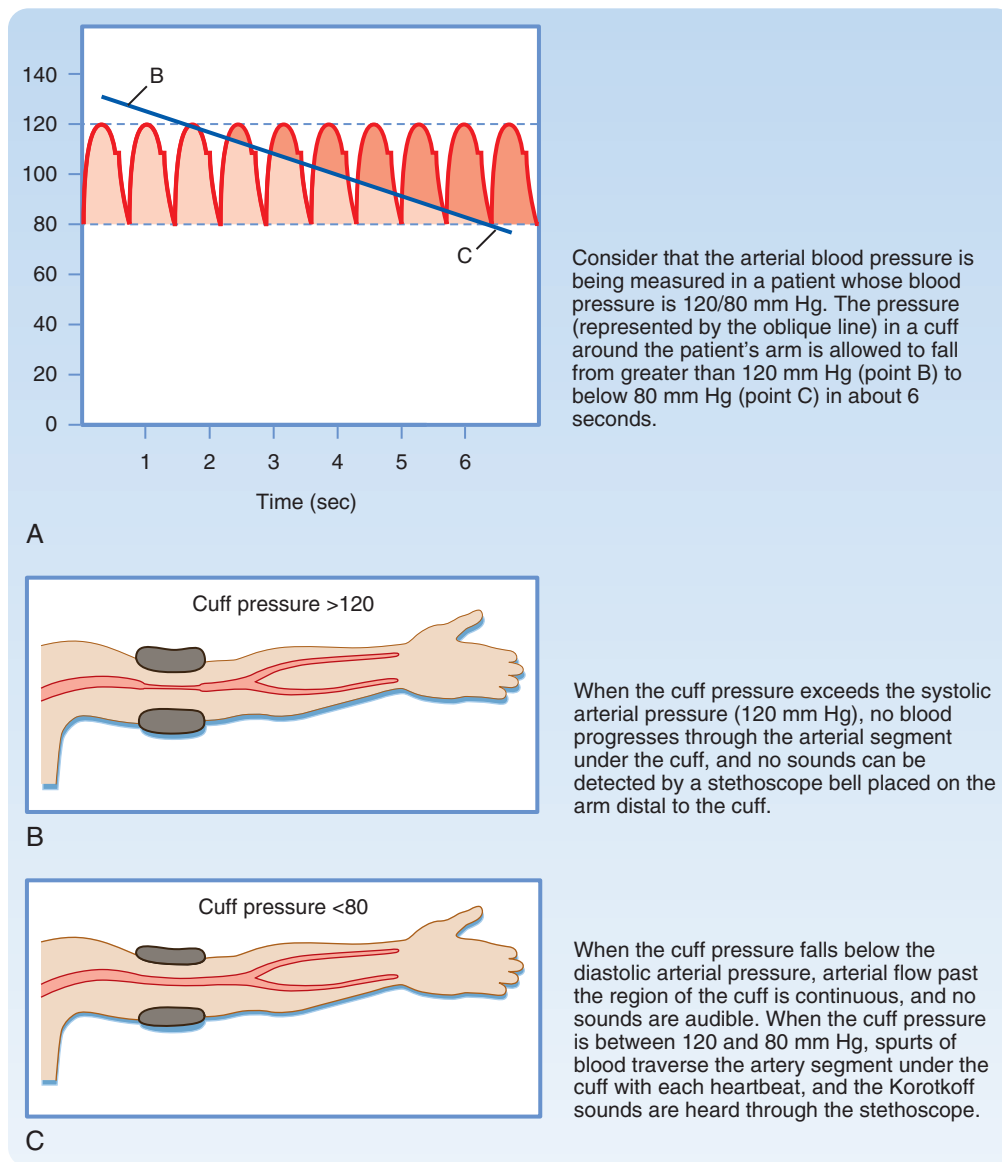 140
120
100
80
60
40
20
0
B
C
1 2 3 4 5 6
Time (sec)
A
Consider that the arterial blood pressure is
being measured in a patient whose blood
pressure is 120/80 mm Hg. The pressure
(represented by the oblique line) in a cuff
around the patient’s arm is allowed to fall
from greater than 120 mm Hg (point B) to
below 80 mm Hg (point C) in about 6
seconds.
Cuff pressure >120
B
When the cuff pressure exceeds the systolic
arterial pressure (120 mm Hg), no blood
progresses through the arterial segment
under the cuff, and no sounds can be
detected by a stethoscope bell placed on the
arm distal to the cuff.
Cuff pressure <80
C
When the cuff pressure falls below the
diastolic arterial pressure, arterial flow past
the region of the cuff is continuous, and no
sounds are audible. When the cuff pressure
is between 120 and 80 mm Hg, spurts of
blood traverse the artery segment under the
cuff with each heartbeat, and the Korotkoff
sounds are heard through the stethoscope.